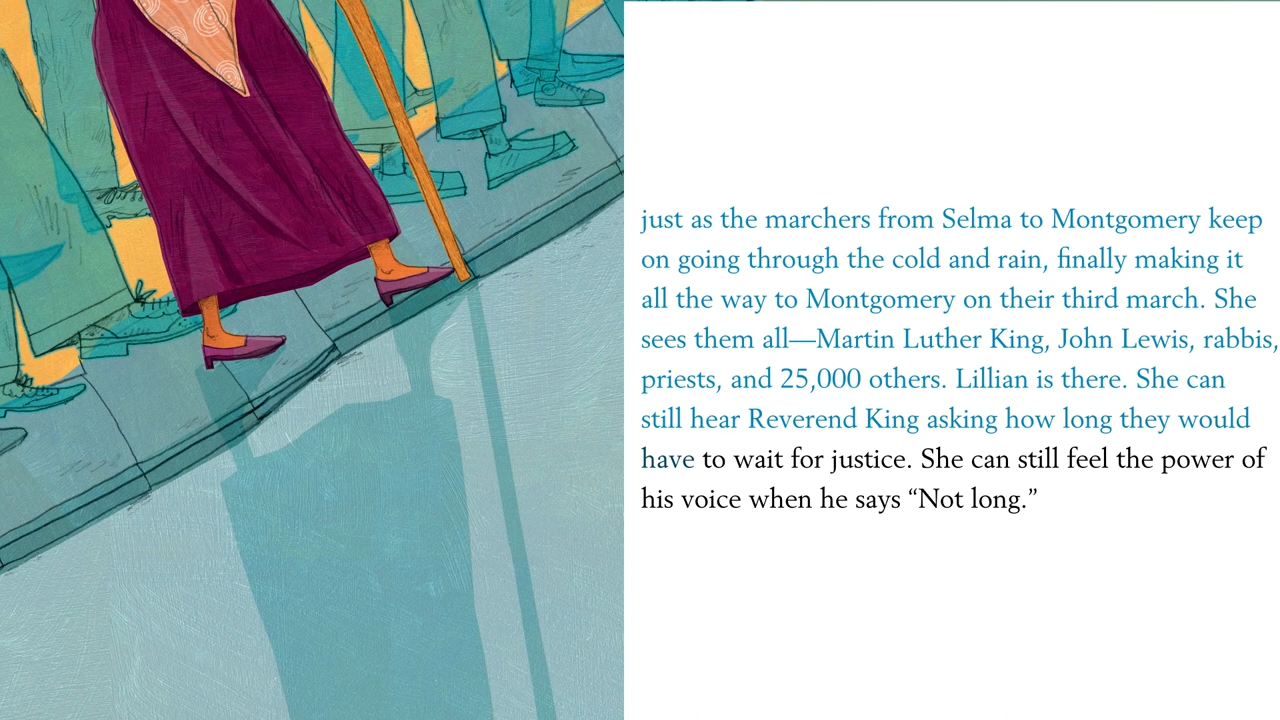 just as the marchers from Selma to Montgomery keep
on going through the cold and rain, finally making it
all the way to Montgomery on their third march. She
sees them all—Martin Luther King, John Lewis, rabbis,
priests, and 25,000 others. Lillian is there. She can
still hear Reverend King asking how long they would
have to wait for justice. She can still feel the power of
his voice when he says “Not long.”